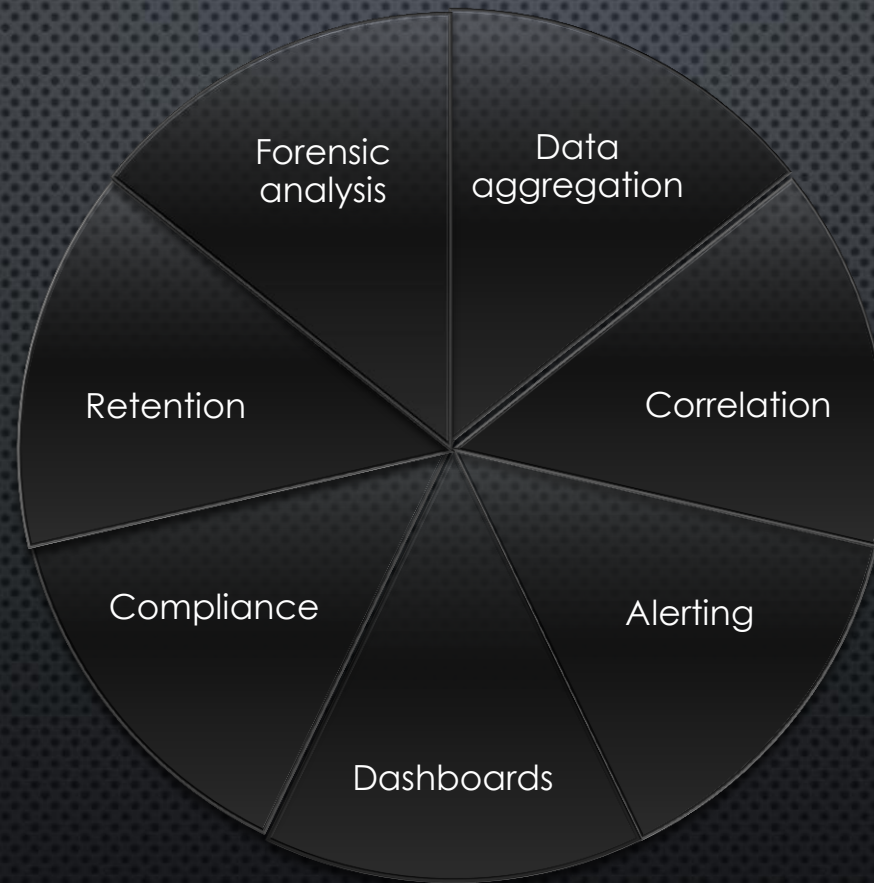 Forensic
analysis
Data
aggregation
Retention
Correlation
Compliance
Alerting
Dashboards